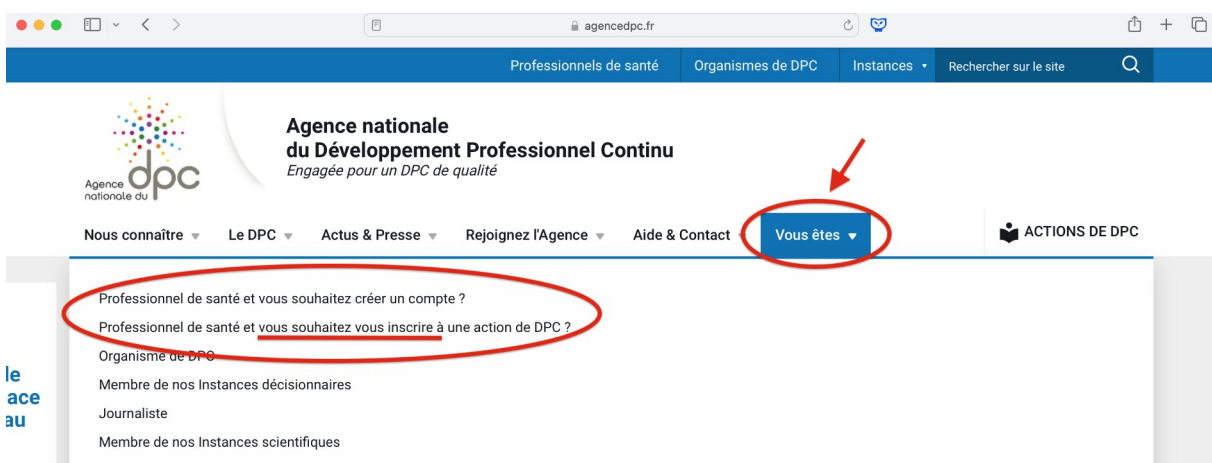 agencedpc.fr
Professionnels de santé Organismes de DPC Instances Rechercher sur le site
Agence nationale du dpc
Agence nationale
du Développement Professionnel Continu
Engagée pour un DPC de qualité
Nous connaître Le DPC Actus & Presse Rejoignez l'Agence Aide & Contact Vous êtes ACTIONS DE DPC
Professionnel de santé et vous souhaitez créer un compte ?
Professionnel de santé et vous souhaitez vous inscrire à une action de DPC ?
Organisme de DPC
Membre de nos Instances décisionnaires
Journaliste
Membre de nos Instances scientifiques
le
ace
au